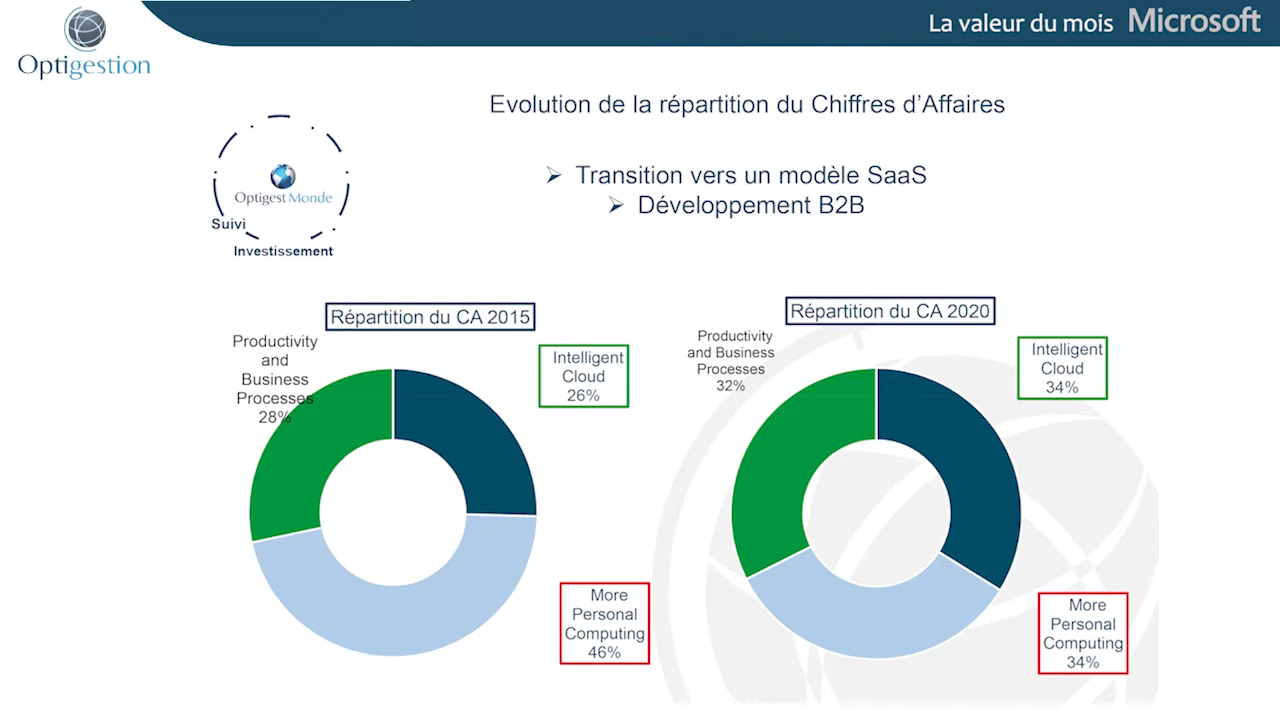 La valeur du mois Microsoft
Optigestion
Evolution de la répartition du Chiffres d’Affaires
Transition vers un modèle SaaS
Développement B2B
Optigest Monde
Suivi
Investissement
Répartition du CA 2015
Productivity
and
Business
Processes
28%
Intelligent
Cloud
26%
More
Personal
Computing
46%
Répartition du CA 2020
Productivity
and Business
Processes
32%
Intelligent
Cloud
34%
More
Personal
Computing
34%